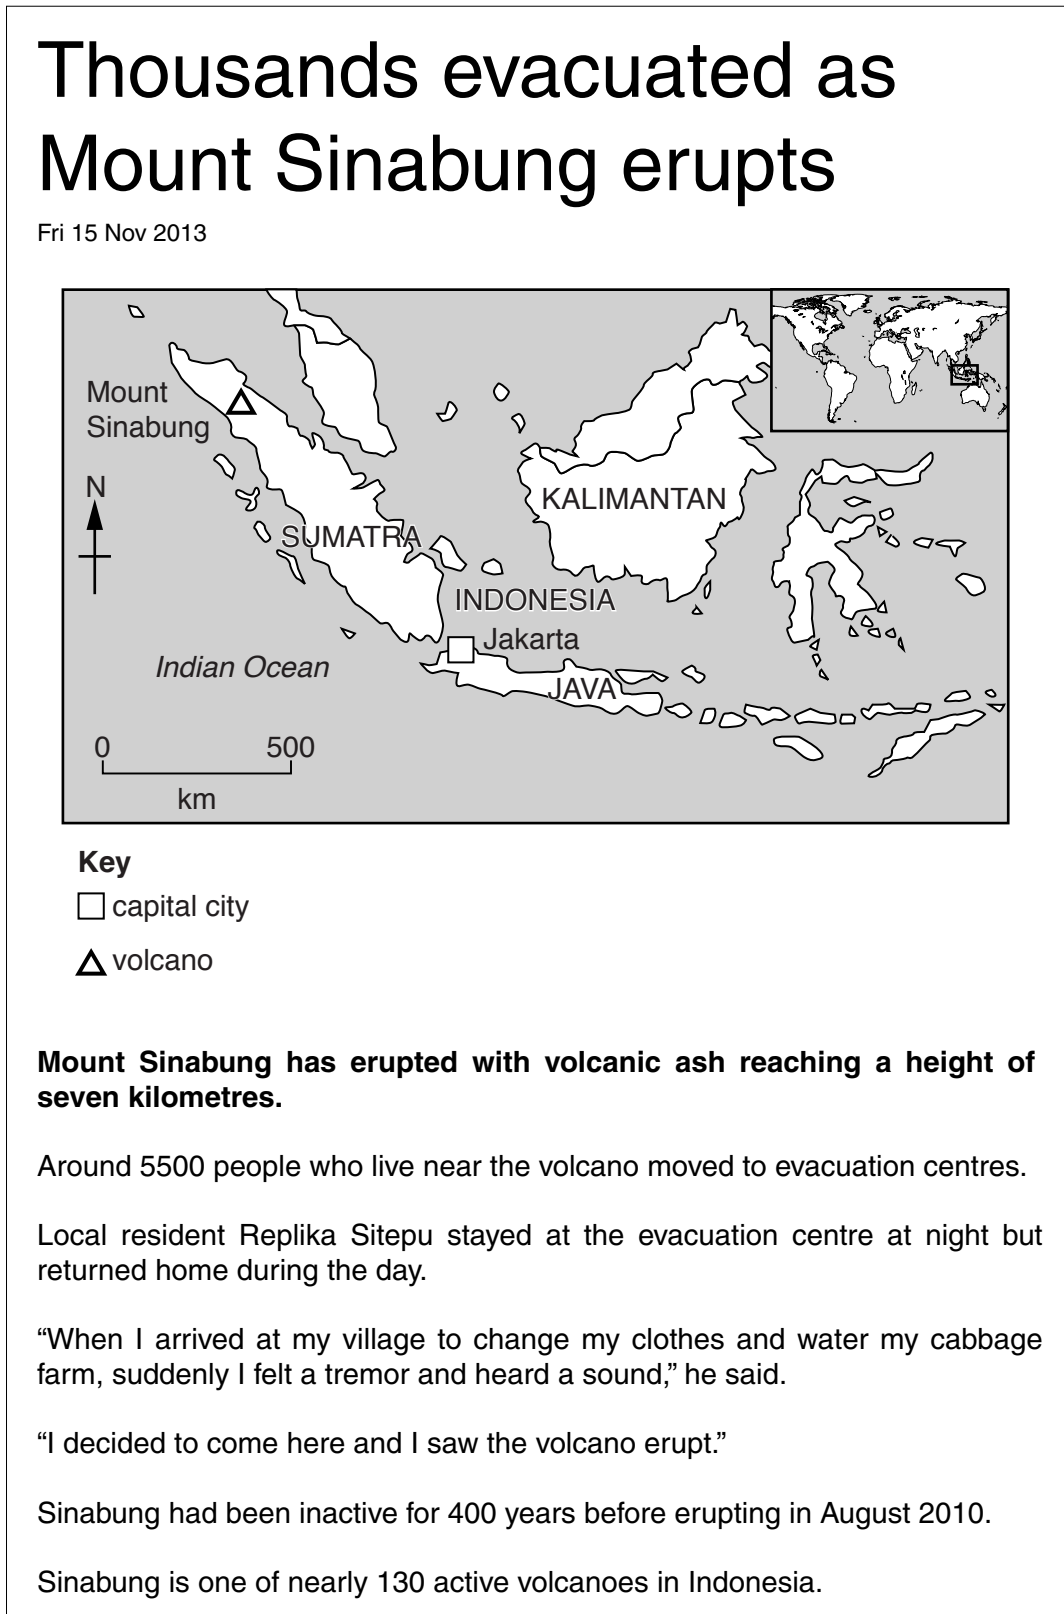 Thousands evacuated as
Mount Sinabung erupts
Fri 15 Nov 2013
Mount
Sinabung
N
KALIMANTAN
SUMATRA
INDONESIA
Jakarta
Indian Ocean
JAVA
0 500
km
Key
capital city
volcano
Mount Sinabung has erupted with volcanic ash reaching a height of
seven kilometres.
Around 5500 people who live near the volcano moved to evacuation centres.
Local resident Replika Sitepu stayed at the evacuation centre at night but
returned home during the day.
“When I arrived at my village to change my clothes and water my cabbage
farm, suddenly I felt a tremor and heard a sound,” he said.
“I decided to come here and I saw the volcano erupt.”
Sinabung had been inactive for 400 years before erupting in August 2010.
Sinabung is one of nearly 130 active volcanoes in Indonesia.